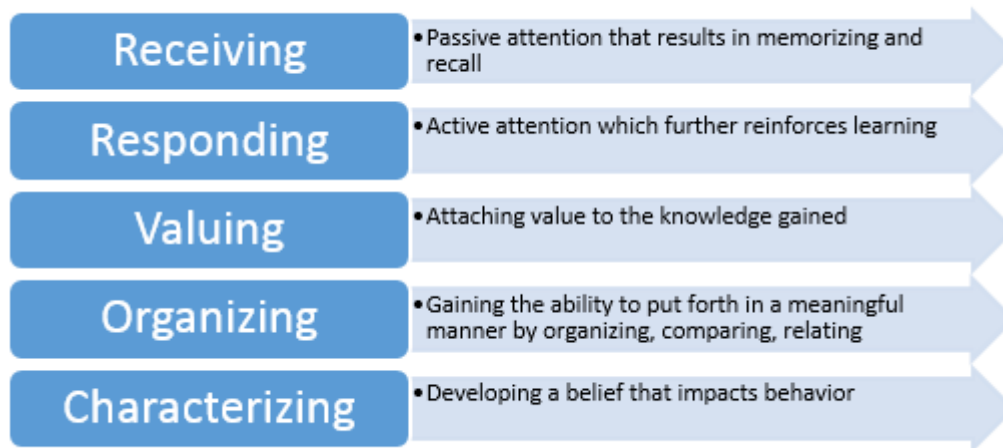 Receiving
•Passive attention that results in memorizing and
recall
Responding
•Active attention which further reinforces learning
Valuing
•Attaching value to the knowledge gained
Organizing
•Gaining the ability to put forth in a meaningful
manner by organizing, comparing, relating
Characterizing
•Developing a belief that impacts behavior